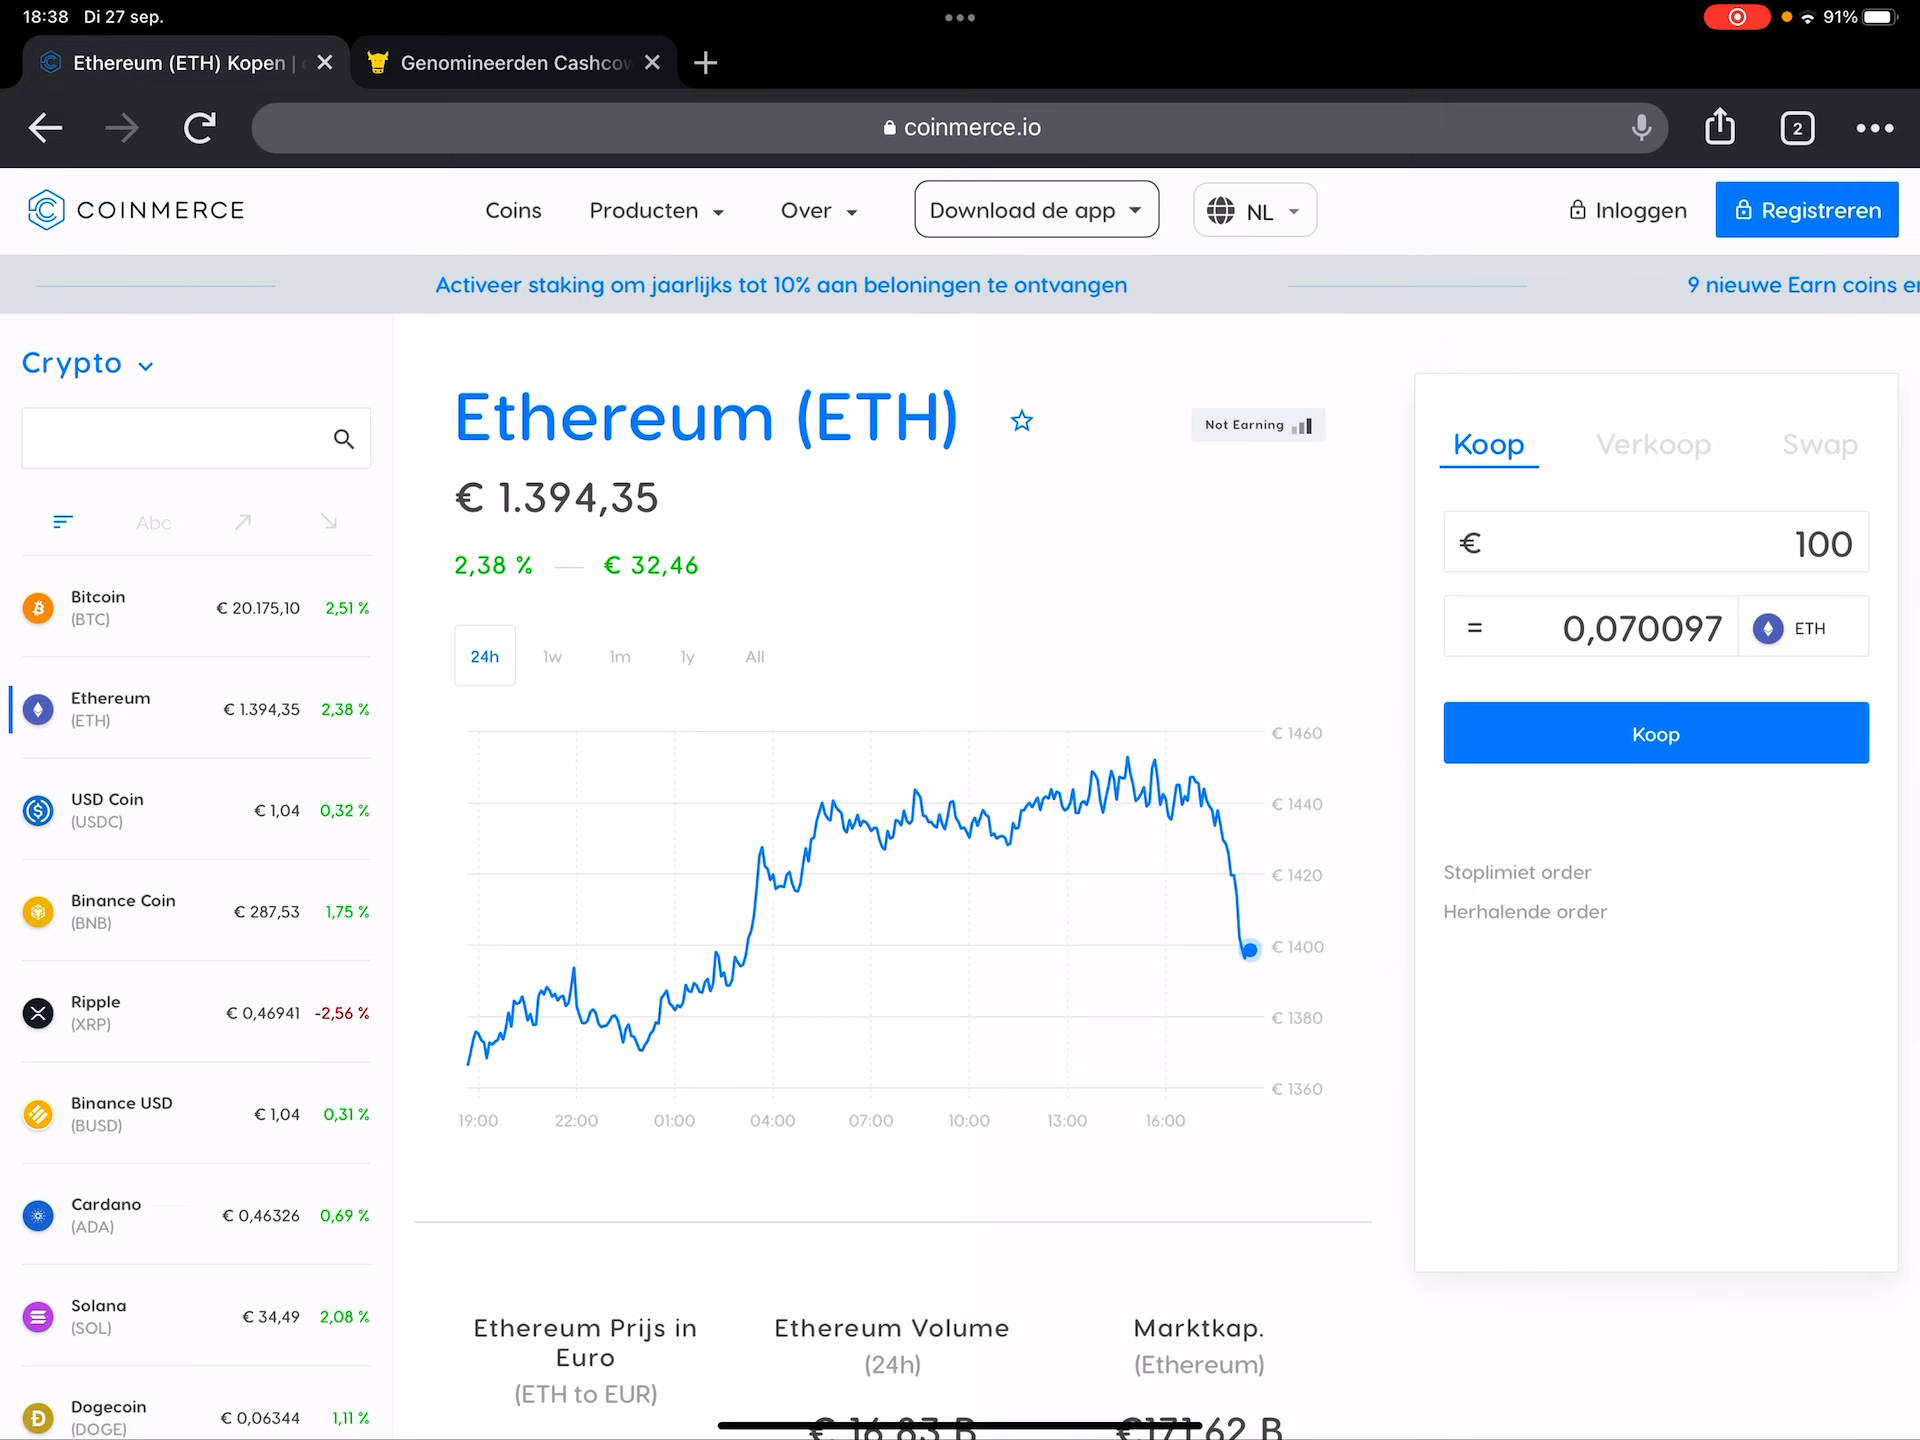 18:38 Di 27 sep.
91%
Ethereum (ETH) Kopen |
Genomineerden Cashcow
coinmerce.io
2
COINMERCE
Coins
Producten
Over
Download de app
NL
Inloggen
Registreren
Activeer staking om jaarlijks tot 10% aan beloningen te ontvangen
9 nieuwe Earn coins
Crypto
Abc
Bitcoin
(BTC)
€ 20.175,10
2,51 %
Ethereum
(ETH)
€ 1.394,35
2,38 %
USD Coin
(USDC)
€ 1,04
0,32 %
Binance Coin
(BNB)
€ 287,53
1,75 %
Ripple
(XRP)
€ 0,46941
-2,56 %
Binance USD
(BUSD)
€ 1,04
0,31 %
Cardano
(ADA)
€ 0,46326
0,69 %
Solana
(SOL)
€ 34,49
2,08 %
Dogecoin
(DOGE)
€ 0,06344
1,11 %
Ethereum (ETH)
Not Earning
€ 1.394,35
2,38 % — € 32,46
24h 1w 1m 1y All
€ 1460
€ 1440
€ 1420
€ 1400
€ 1380
€ 1360
19:00 22:00 01:00 04:00 07:00 10:00 13:00 16:00
Ethereum Prijs in
Euro
(ETH to EUR)
Ethereum Volume
(24h)
€ 16.83 B
Marktkap.
(Ethereum)
€171.62 B
Koop Verkoop Swap
€ 100
= 0,070097 ETH
Koop
Stoplimiet order
Herhalende order